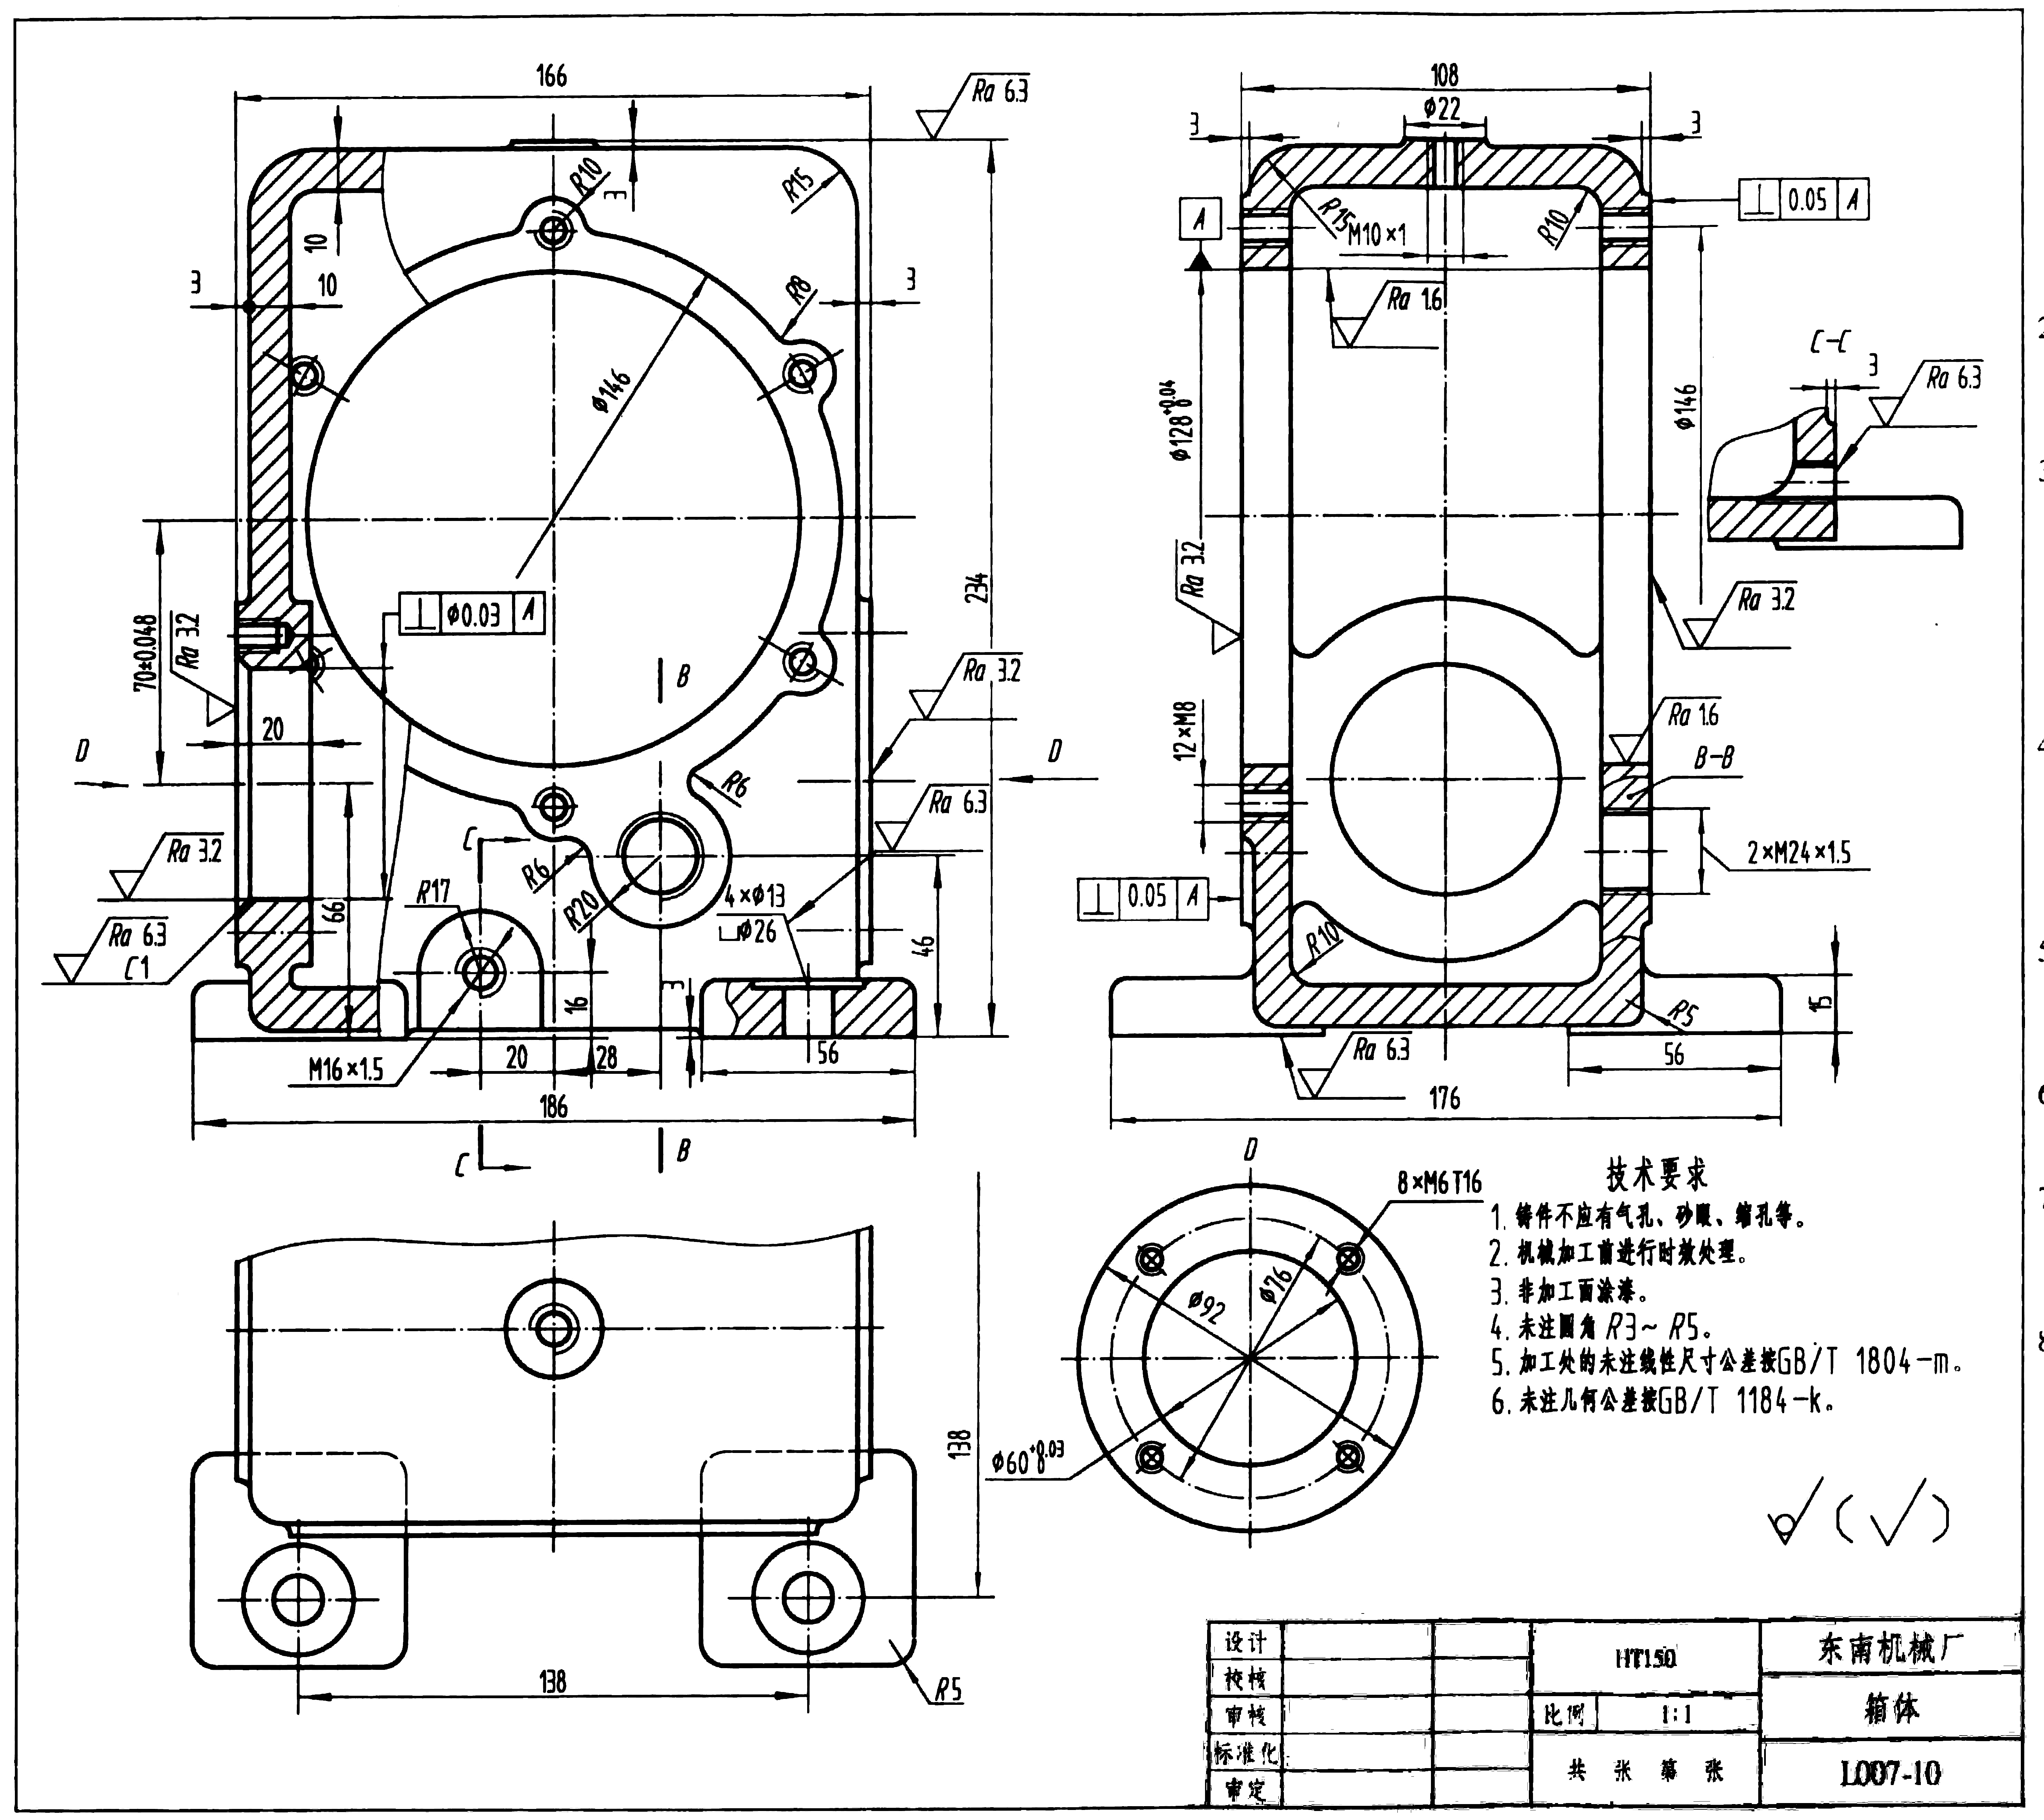 166
Ra 6.3
R10
3
R15
10
3
10
3
R8
Φ146
234
70±0.048
Ra 3.2
⊥ Φ0.03 A
B
Ra 3.2
20
D
D
R6
Ra 6.3
C
Ra 3.2
R6
R17
R20
4×Φ13
⌴Φ26
66
46
Ra 6.3
C1
16
3
M16×1.5
20
28
56
186
C
B
108
Φ22
3
3
⊥ 0.05 A
A
R15
M10×1
R10
Ra 1.6
Φ128 +0.04 0
Φ146
C-C
3
Ra 6.3
Ra 3.2
Ra 3.2
12×M8
Ra 1.6
B-B
2×M24×1.5
⊥ 0.05 A
R10
15
R5
Ra 6.3
56
176
138
138
R5
D
8×M6↧16
Φ92
Φ76
Φ60 +0.03 0
技术要求
1. 铸件不应有气孔、砂眼、缩孔等。
2. 机械加工前进行时效处理。
3. 非加工面涂漆。
4. 未注圆角 R3~ R5。
5. 加工处的未注线性尺寸公差按GB/T 1804-m。
6. 未注几何公差按GB/T 1184-k。
设计
校核
审核
标准化
审定
HT150
比例 1:1
共 张 第 张
东南机械厂
箱体
L007-10
2
3
4
5
6
7
8